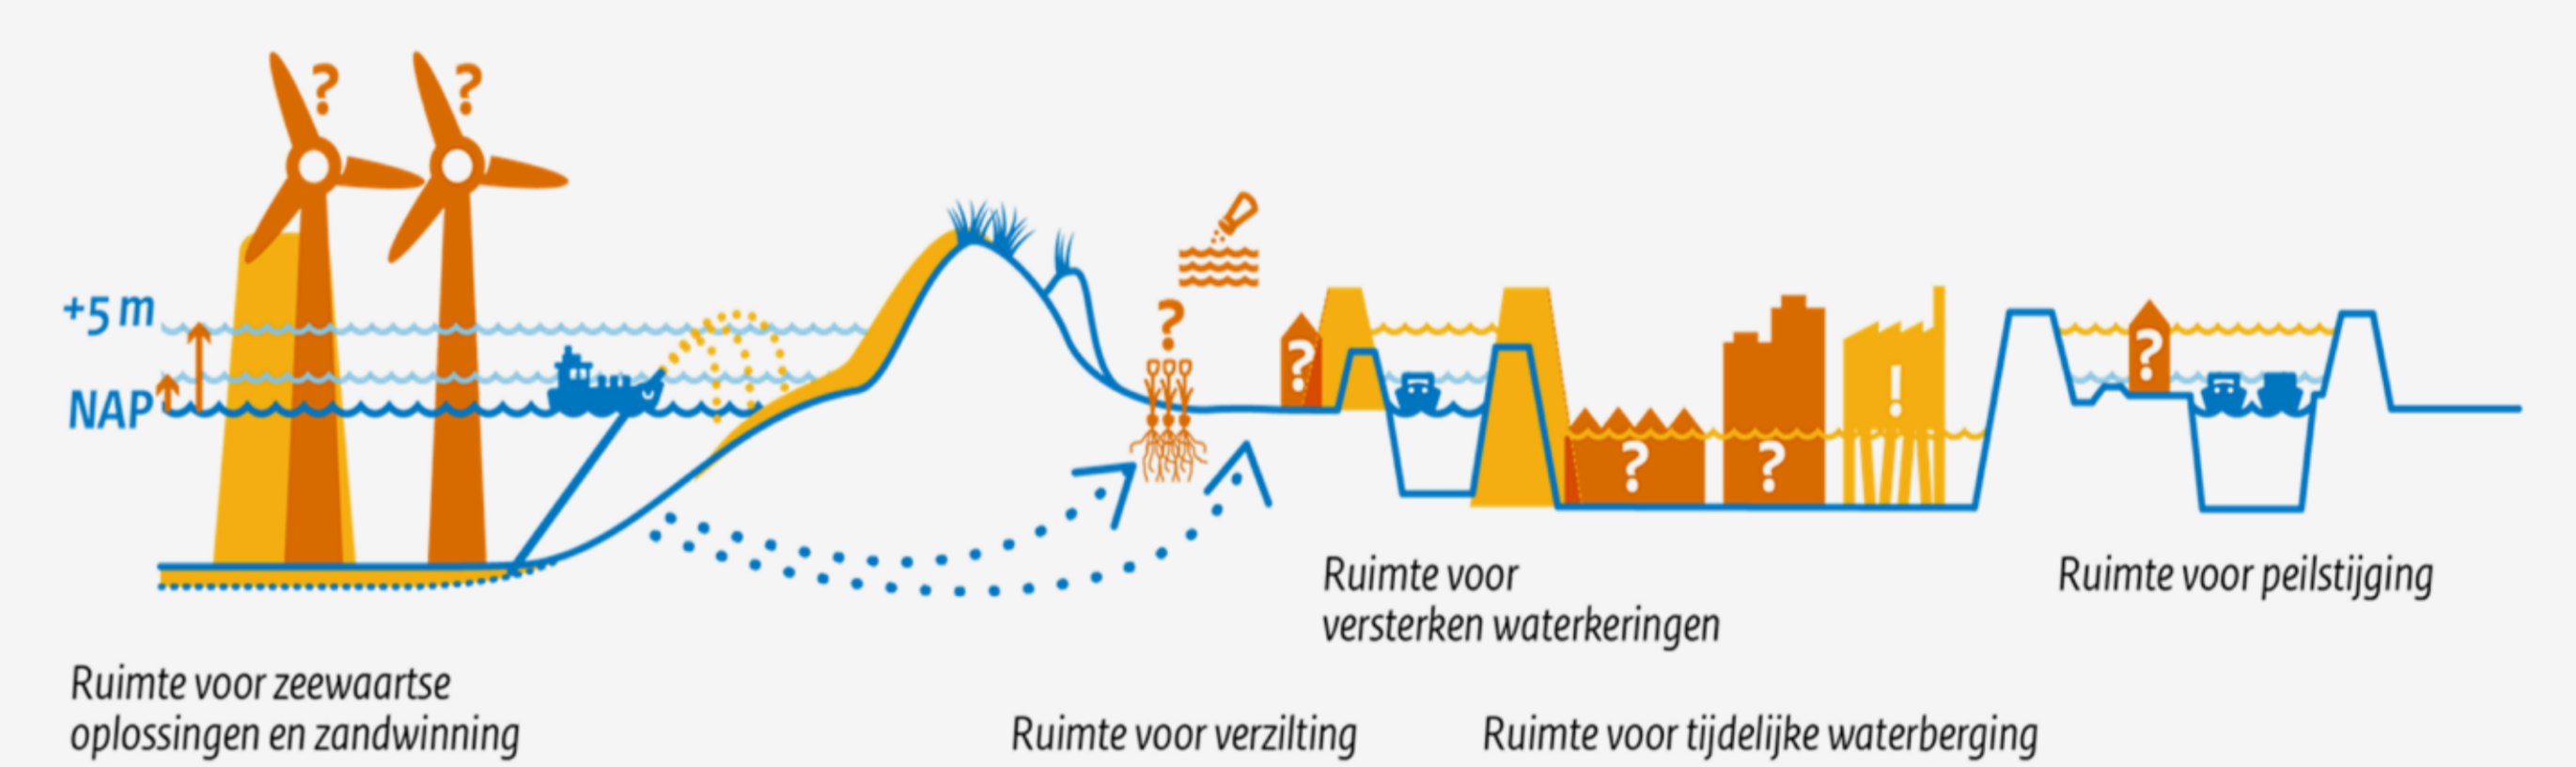 ?
?
+5 m
NAP
?
?
?
?
!
?
Ruimte voor
versterken waterkeringen
Ruimte voor peilstijging
Ruimte voor zeewaartse
oplossingen en zandwinning
Ruimte voor verzilting
Ruimte voor tijdelijke waterberging